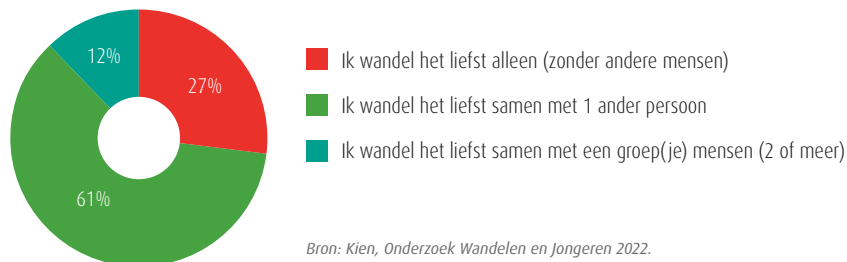 12%
27%
61%
Ik wandel het liefst alleen (zonder andere mensen)
Ik wandel het liefst samen met 1 ander persoon
Ik wandel het liefst samen met een groep(je) mensen (2 of meer)
Bron: Kien, Onderzoek Wandelen en Jongeren 2022.